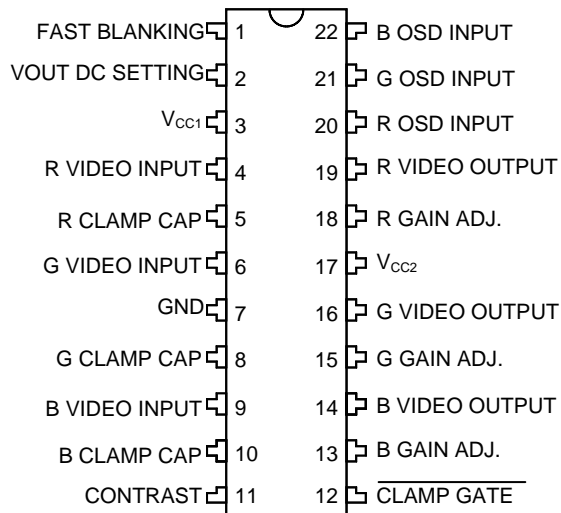 FAST BLANKING 1 22 B OSD INPUT
VOUT DC SETTING 2 21 G OSD INPUT
VCC1 3 20 R OSD INPUT
R VIDEO INPUT 4 19 R VIDEO OUTPUT
R CLAMP CAP 5 18 R GAIN ADJ.
G VIDEO INPUT 6 17 VCC2
GND 7 16 G VIDEO OUTPUT
G CLAMP CAP 8 15 G GAIN ADJ.
B VIDEO INPUT 9 14 B VIDEO OUTPUT
B CLAMP CAP 10 13 B GAIN ADJ.
CONTRAST 11 12 CLAMP GATE